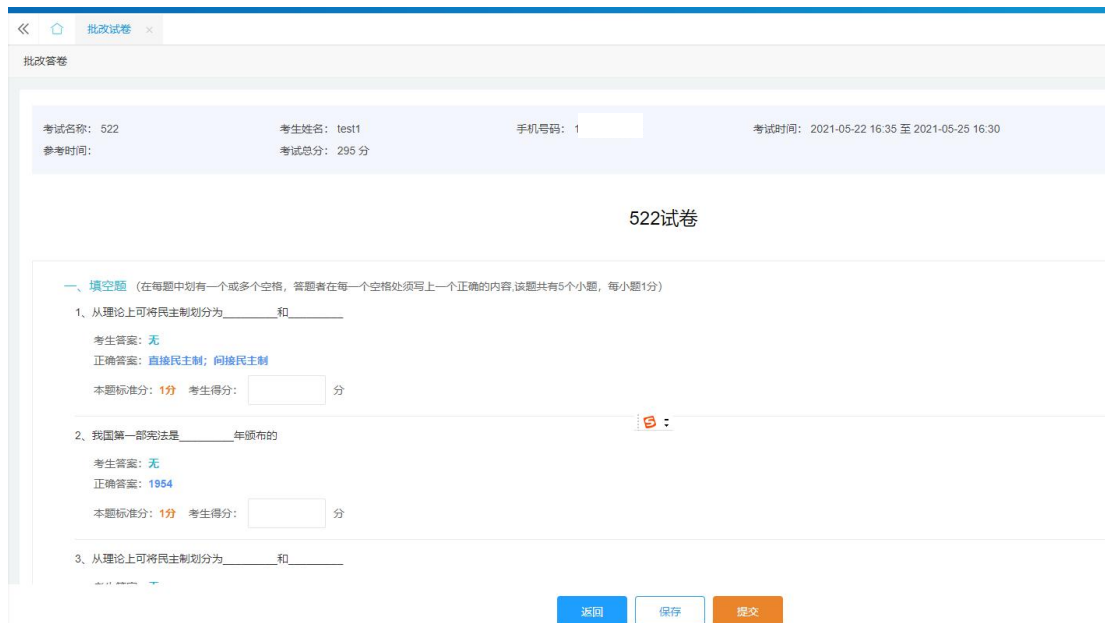 批改试卷
批改答卷
考试名称： 522 考生姓名： test1 手机号码： 1 考试时间： 2021-05-22 16:35 至 2021-05-25 16:30
参考时间： 考试总分： 295 分
522试卷
一、填空题 （在每题中划有一个或多个空格，答题者在每一个空格处须写上一个正确的内容,该题共有5个小题，每小题1分）
1、从理论上可将民主制划分为_________和_________
考生答案：无
正确答案：直接民主制；间接民主制
本题标准分：1分 考生得分： 分
2、我国第一部宪法是_________年颁布的
考生答案：无
正确答案：1954
本题标准分：1分 考生得分： 分
3、从理论上可将民主制划分为_________和_________
返回 保存 提交